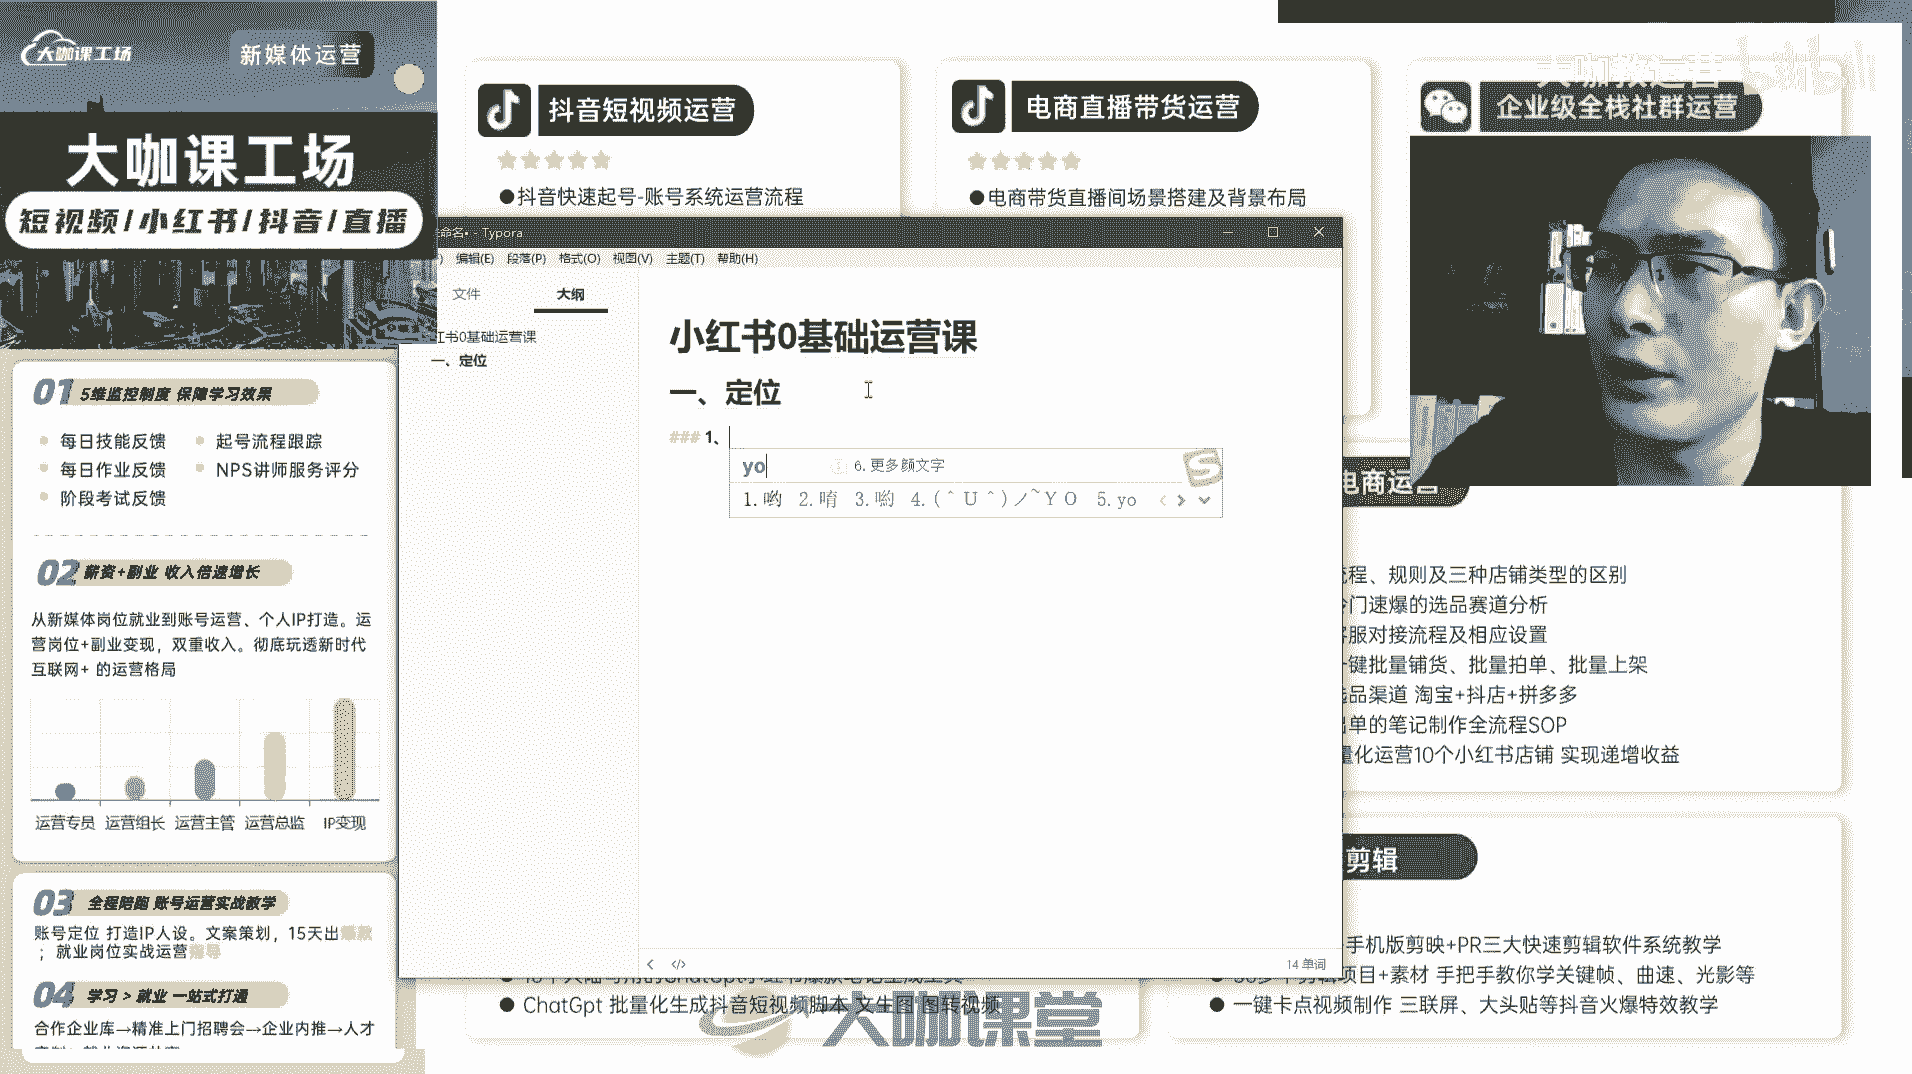 大咖课工场
新媒体运营
大咖课工场
短视频/小红书/抖音/直播
01 5维监控制度 保障学习效果
每日技能反馈
起号流程跟踪
每日作业反馈
NPS讲师服务评分
阶段考试反馈
02 薪资+副业 收入倍速增长
从新媒体岗位就业到账号运营、个人IP打造。运
营岗位+副业变现，双重收入。彻底玩透新时代
互联网+ 的运营格局
运营专员 运营组长 运营主管 运营总监 IP变现
03 全程陪跑 账号运营实战教学
账号定位 打造IP人设。文案策划，15天出爆款
；就业岗位实战运营指导
04 学习 > 就业 一站式打通
合作企业库→精准上门招聘会→企业内推→人才
抖音短视频运营
●抖音快速起号-账号系统运营流程
电商直播带货运营
●电商带货直播间场景搭建及背景布局
大咖教运营 bilibili
企业级全栈社群运营
命名• - Typora
) 编辑(E) 段落(P) 格式(O) 视图(V) 主题(T) 帮助(H)
文件 大纲
红书0基础运营课
一、定位
小红书0基础运营课
一、定位
### 1、
yo
6.更多颜文字
1.哟 2.唷 3.喲 4.(＾Ｕ＾)ノ~ＹＯ 5.yo
14 单词
电商运营
流程、规则及三种店铺类型的区别
冷门速爆的选品赛道分析
客服对接流程及相应设置
一键批量铺货、批量拍单、批量上架
选品渠道 淘宝+抖店+拼多多
出单的笔记制作全流程SOP
量化运营10个小红书店铺 实现递增收益
● ChatGpt 批量化生成抖音短视频脚本 文生图 图转视频
大咖课堂
剪辑
手机版剪映+PR三大快速剪辑软件系统教学
项目+素材 手把手教你学关键帧、曲速、光影等
● 一键卡点视频制作 三联屏、大头贴等抖音火爆特效教学